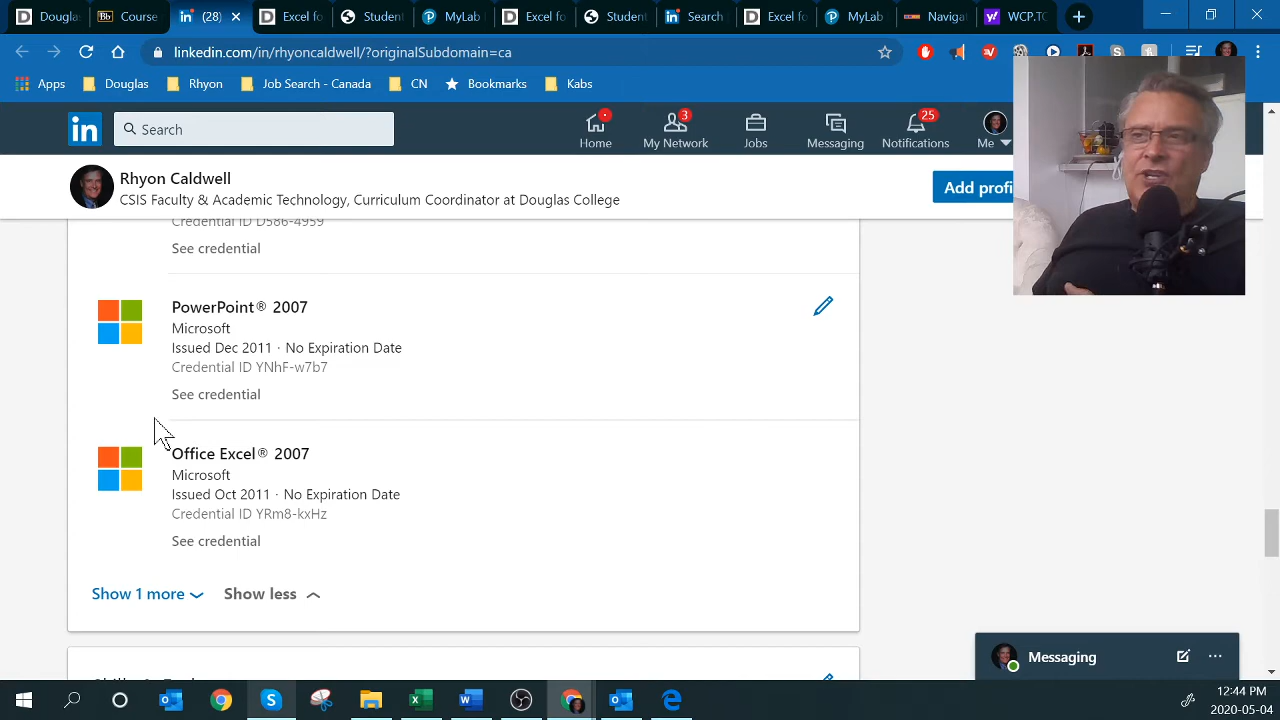 Dougla:
Course
(28)
Excel fo
Student
MyLab
Excel fo
Student
Search
Excel fo
MyLab
Navigat
WCP.TC
linkedin.com/in/rhyoncaldwell/?originalSubdomain=ca
Apps
Douglas
Rhyon
Job Search - Canada
CN
Bookmarks
Kabs
in
Search
3
25
Home
My Network
Jobs
Messaging
Notifications
Me
Rhyon Caldwell
CSIS Faculty & Academic Technology, Curriculum Coordinator at Douglas College
Add profi
Credential ID D586-4959
See credential
PowerPoint® 2007
Microsoft
Issued Dec 2011 · No Expiration Date
Credential ID YNhF-w7b7
See credential
Office Excel® 2007
Microsoft
Issued Oct 2011 · No Expiration Date
Credential ID YRm8-kxHz
See credential
Show 1 more
Show less
Messaging
12:44 PM
2020-05-04